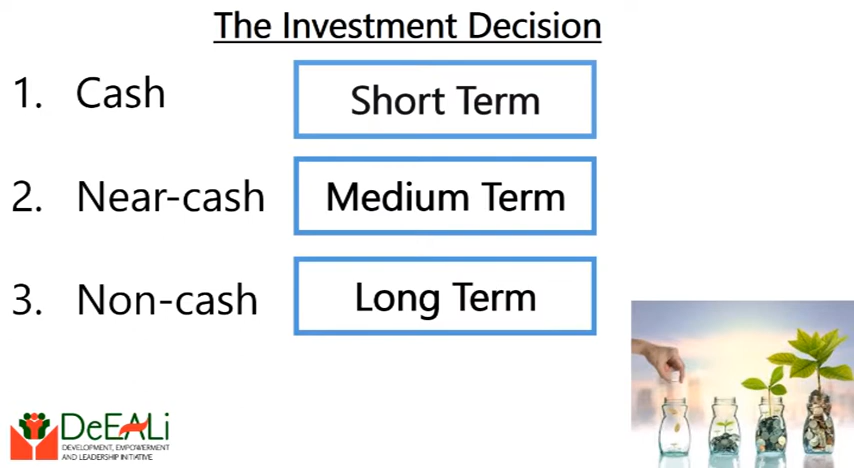 The Investment Decision
1. Cash
Short Term
2. Near-cash
Medium Term
3. Non-cash
Long Term
DeEALi
DEVELOPMENT, EMPOWERMENT
AND LEADERSHIP INITIATIVE